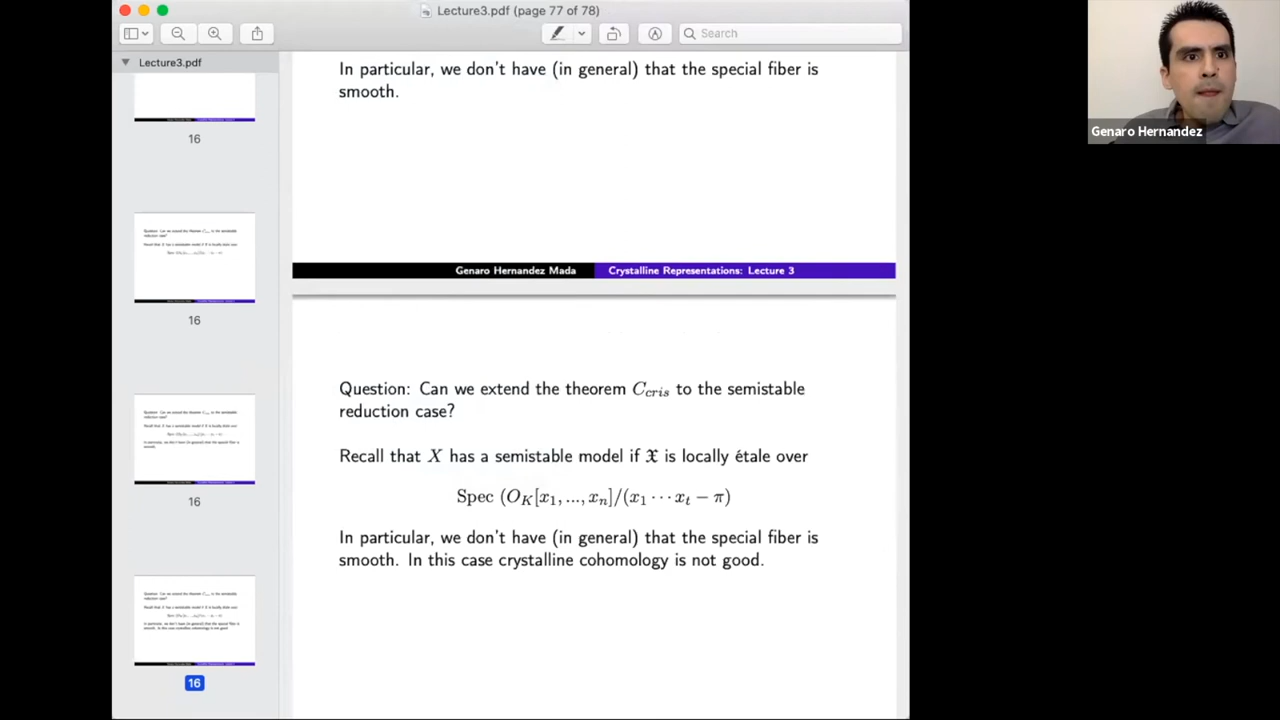 Lecture3.pdf (page 77 of 78)
Search
Lecture3.pdf
16
16
16
16
In particular, we don't have (in general) that the special fiber is
smooth.
Genaro Hernandez Mada Crystalline Representations: Lecture 3
Question: Can we extend the theorem C_{cris} to the semistable
reduction case?
Recall that X has a semistable model if 𝔛 is locally étale over
Spec (O_K[x_1, ..., x_n]/(x_1 ⋯ x_t − π)
In particular, we don't have (in general) that the special fiber is
smooth. In this case crystalline cohomology is not good.
Genaro Hernandez